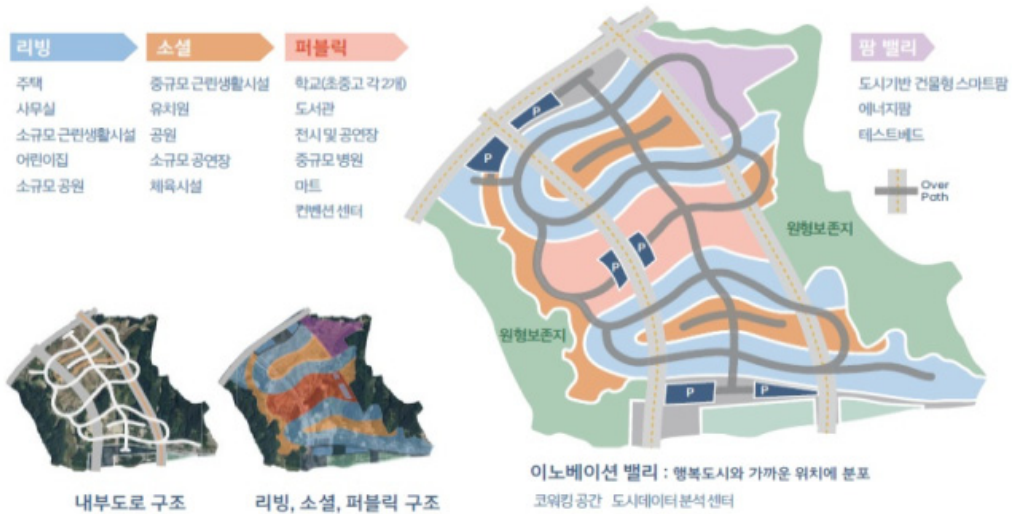 리빙
주택
사무실
소규모 근린생활시설
어린이집
소규모 공원
소셜
중규모 근린생활시설
유치원
공원
소규모 공연장
체육시설
퍼블릭
학교(초중고 각 2개)
도서관
전시 및 공연장
중규모 병원
마트
컨벤션 센터
팜 밸리
도시기반 건물형 스마트팜
에너지팜
테스트베드
Over
Path
P
P
원형보존지
P
P
원형보존지
P
P
내부도로 구조
리빙, 소셜, 퍼블릭 구조
이노베이션 밸리 : 행복도시와 가까운 위치에 분포
코워킹 공간 도시데이터 분석 센터